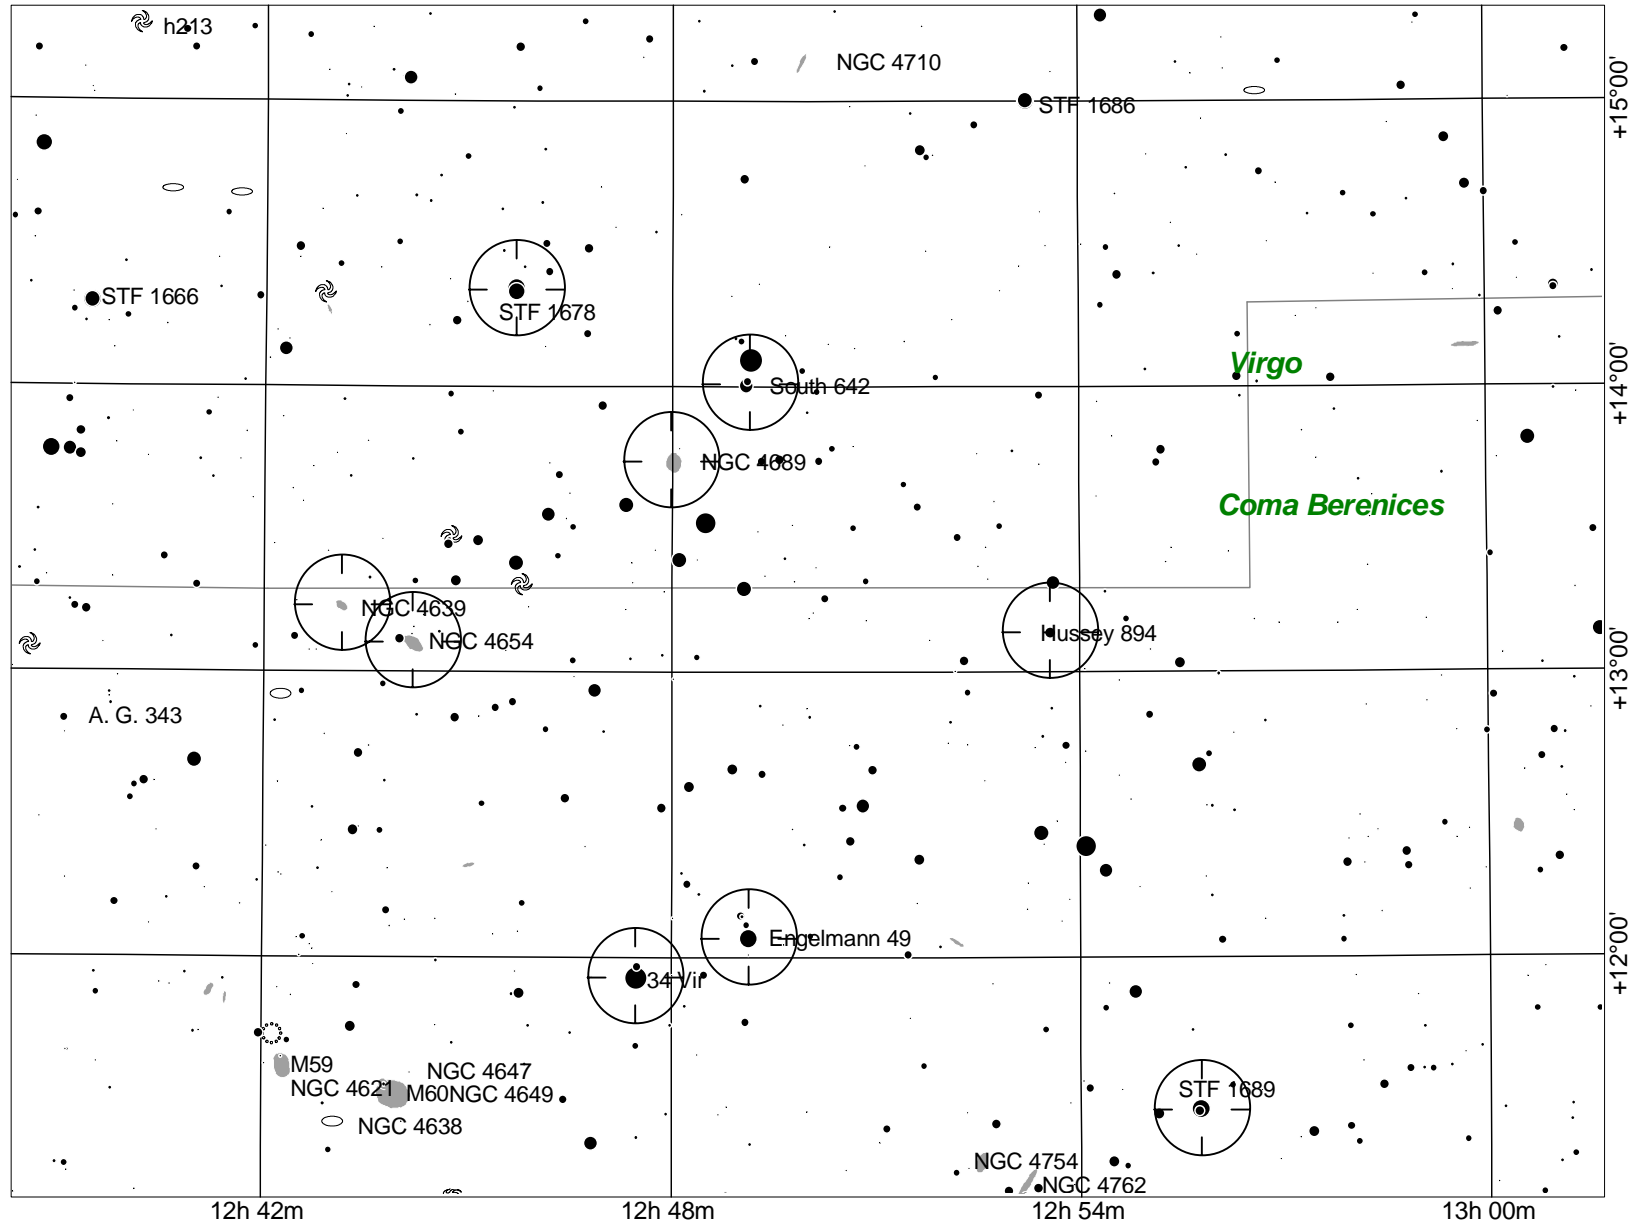 h213
NGC 4710
+15°00'
STF 1686
STF 1666
STF 1678
Virgo
+14°00'
South 642
NGC 4689
Coma Berenices
NGC 4639
NGC 4654
Hussey 894
+13°00'
A. G. 343
Engelmann 49
+12°00'
34 Vir
M59
NGC 4647
NGC 4621
M60NGC 4649
STF 1689
NGC 4638
NGC 4754
NGC 4762
12h 42m
12h 48m
12h 54m
13h 00m